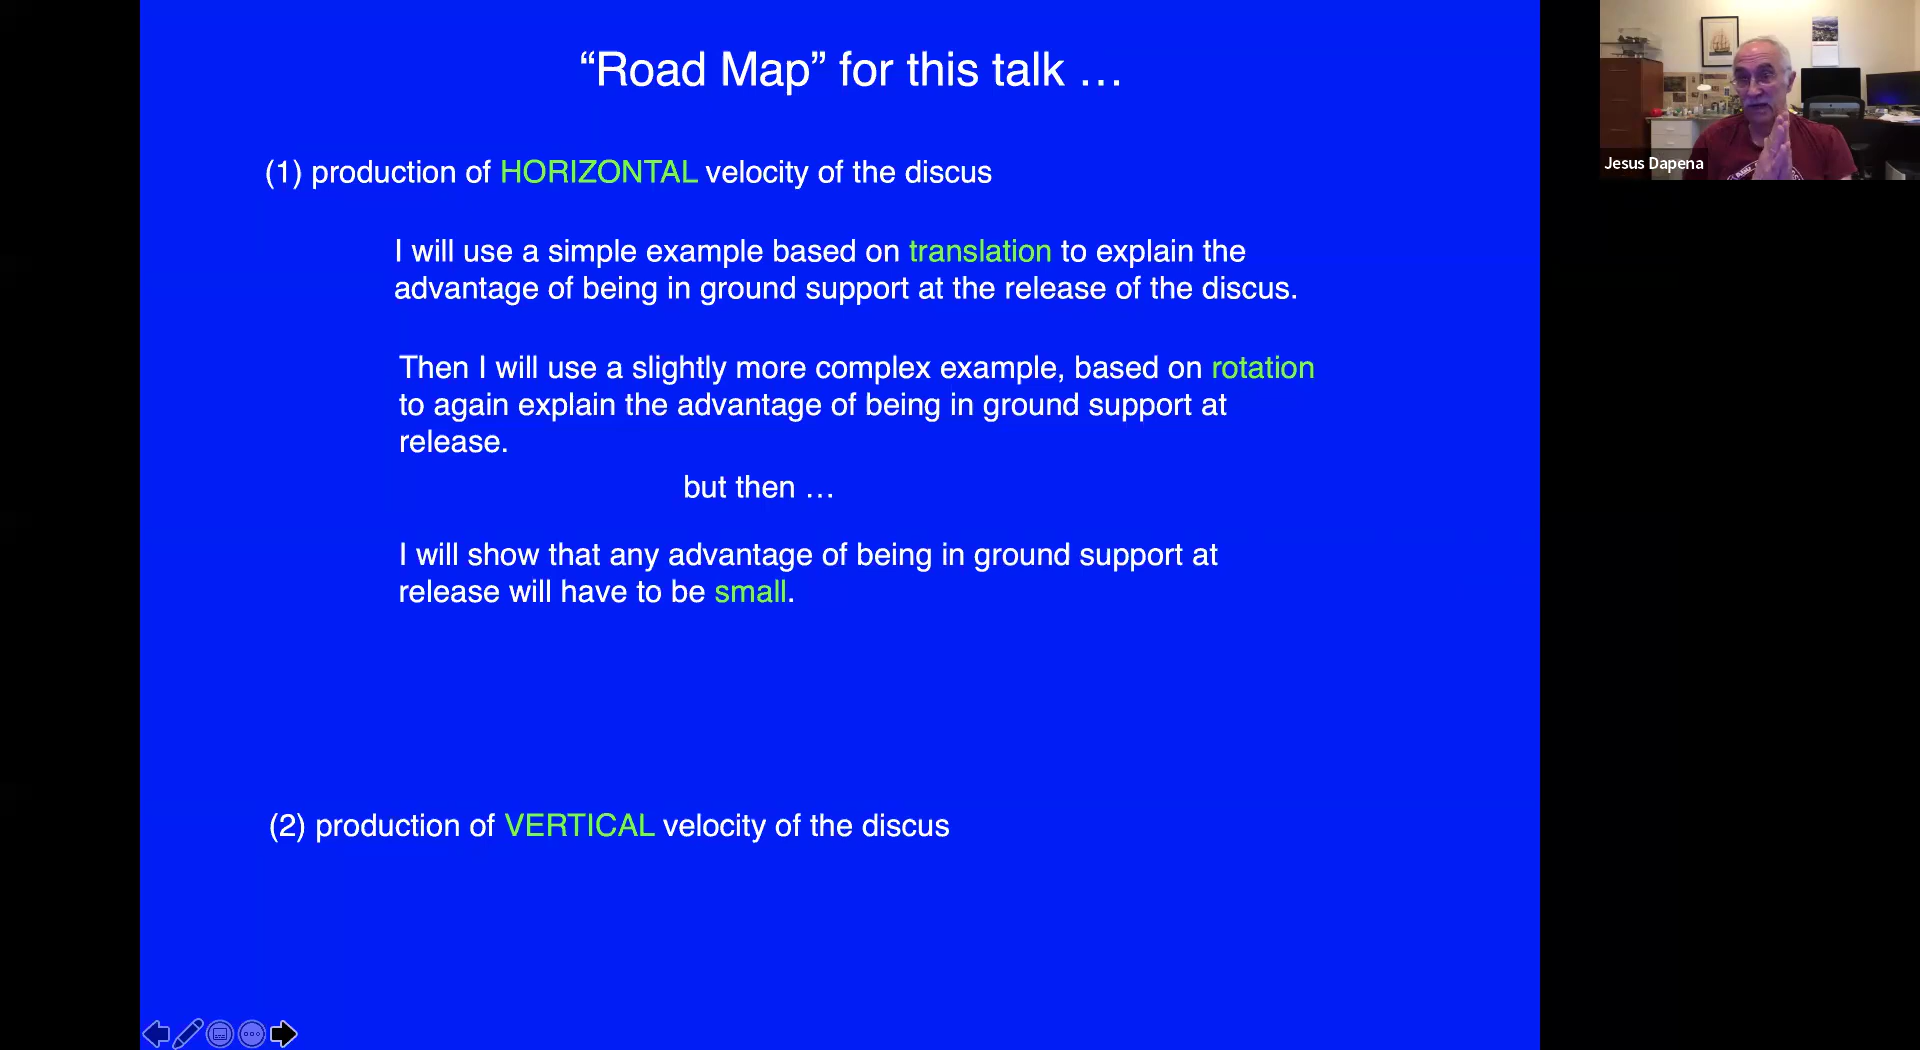 “Road Map” for this talk …
(1) production of HORIZONTAL velocity of the discus
I will use a simple example based on translation to explain the
advantage of being in ground support at the release of the discus.
Then I will use a slightly more complex example, based on rotation
to again explain the advantage of being in ground support at
release.
but then …
I will show that any advantage of being in ground support at
release will have to be small.
(2) production of VERTICAL velocity of the discus
Jesus Dapena